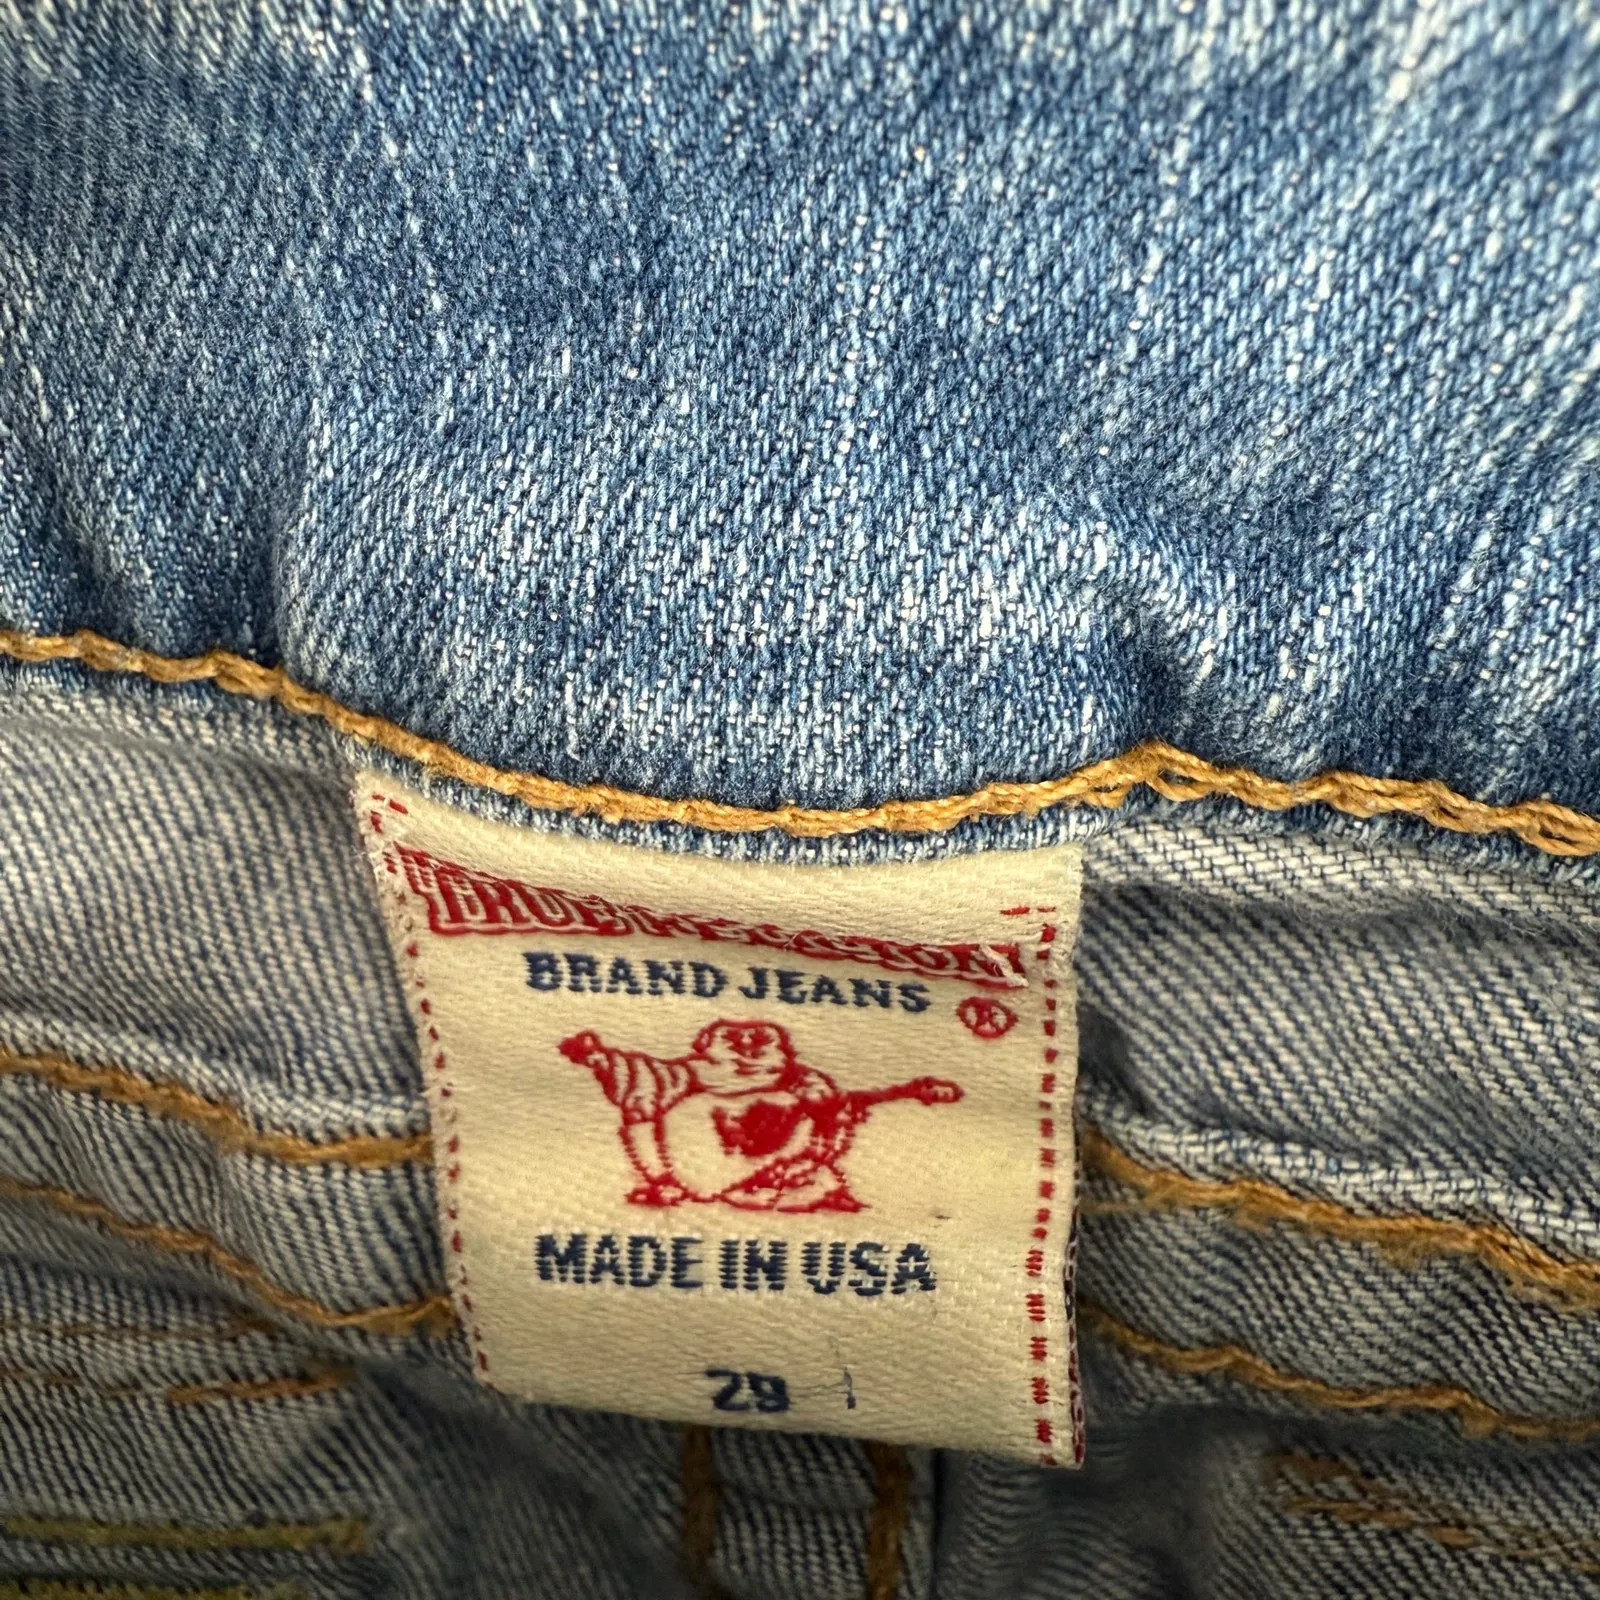 TRUE RELIGION
BRAND JEANS
®
MADE IN USA
29